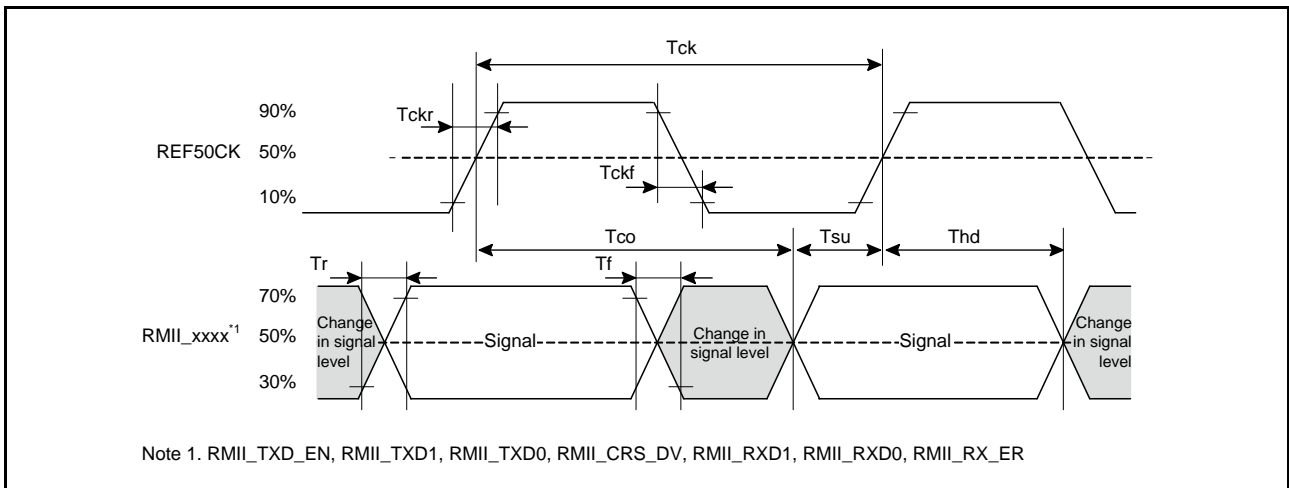 Tck
90%
Tckr
REF50CK 50%
Tckf
10%
Tco Tsu Thd
Tr Tf
70%
RMII_xxxx*1 50%
30%
Change
in signal
level
Signal
Change in
signal level
Signal
Change
in signal
level
Note 1. RMII_TXD_EN, RMII_TXD1, RMII_TXD0, RMII_CRS_DV, RMII_RXD1, RMII_RXD0, RMII_RX_ER